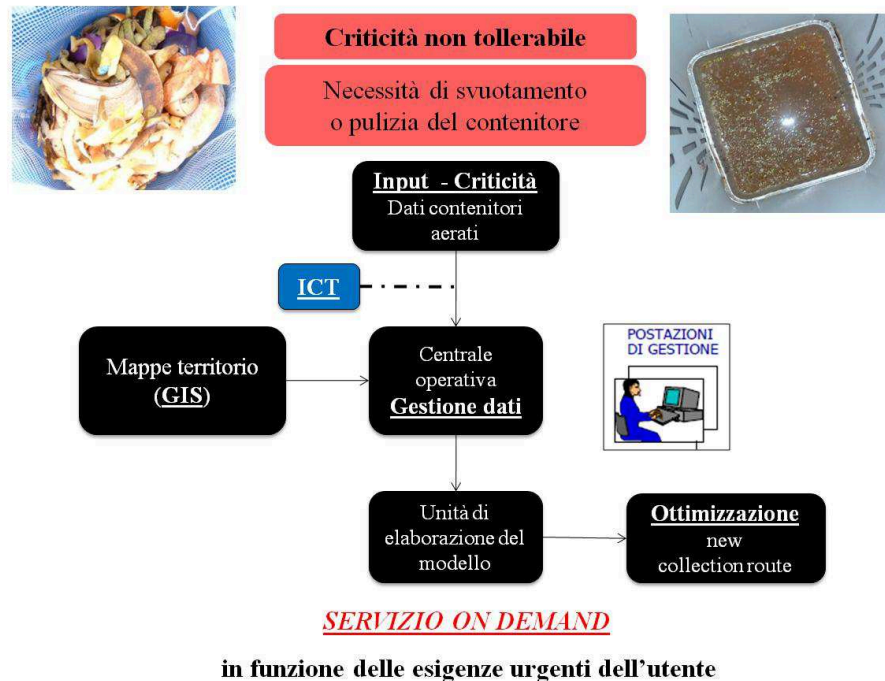 Criticità non tollerabile
Necessità di svuotamento
o pulizia del contenitore
Input - Criticità
Dati contenitori
aerati
ICT
Mappe territorio
(GIS)
Centrale
operativa
Gestione dati
POSTAZIONI
DI GESTIONE
Unità di
elaborazione del
modello
Ottimizzazione
new
collection route
SERVIZIO ON DEMAND
in funzione delle esigenze urgenti dell'utente